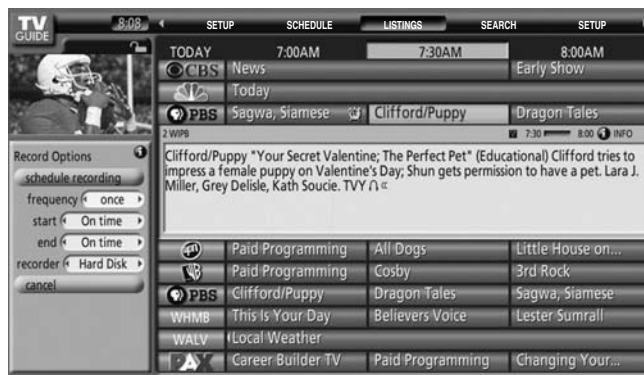 TV GUIDE 8:08 SETUP SCHEDULE LISTINGS SEARCH SETUP
TODAY 7:00AM 7:30AM 8:00AM
CBS News Early Show
Today
PBS Sagwa, Siamese Clifford/Puppy Dragon Tales
2 WIPB 7:30 8:00 INFO
Clifford/Puppy "Your Secret Valentine; The Perfect Pet" (Educational) Clifford tries to
impress a female puppy on Valentine's Day; Shun gets permission to have a pet. Lara J.
Miller, Grey Delisle, Kath Soucie. TVY
Record Options
schedule recording
frequency once
start On time
end On time
recorder Hard Disk
cancel
Paid Programming All Dogs Little House on...
WB Paid Programming Cosby 3rd Rock
PBS Clifford/Puppy Dragon Tales Sagwa, Siamese
WHMB This Is Your Day Believers Voice Lester Sumrall
WALV Local Weather
PAX Career Builder TV Paid Programming Changing Your...